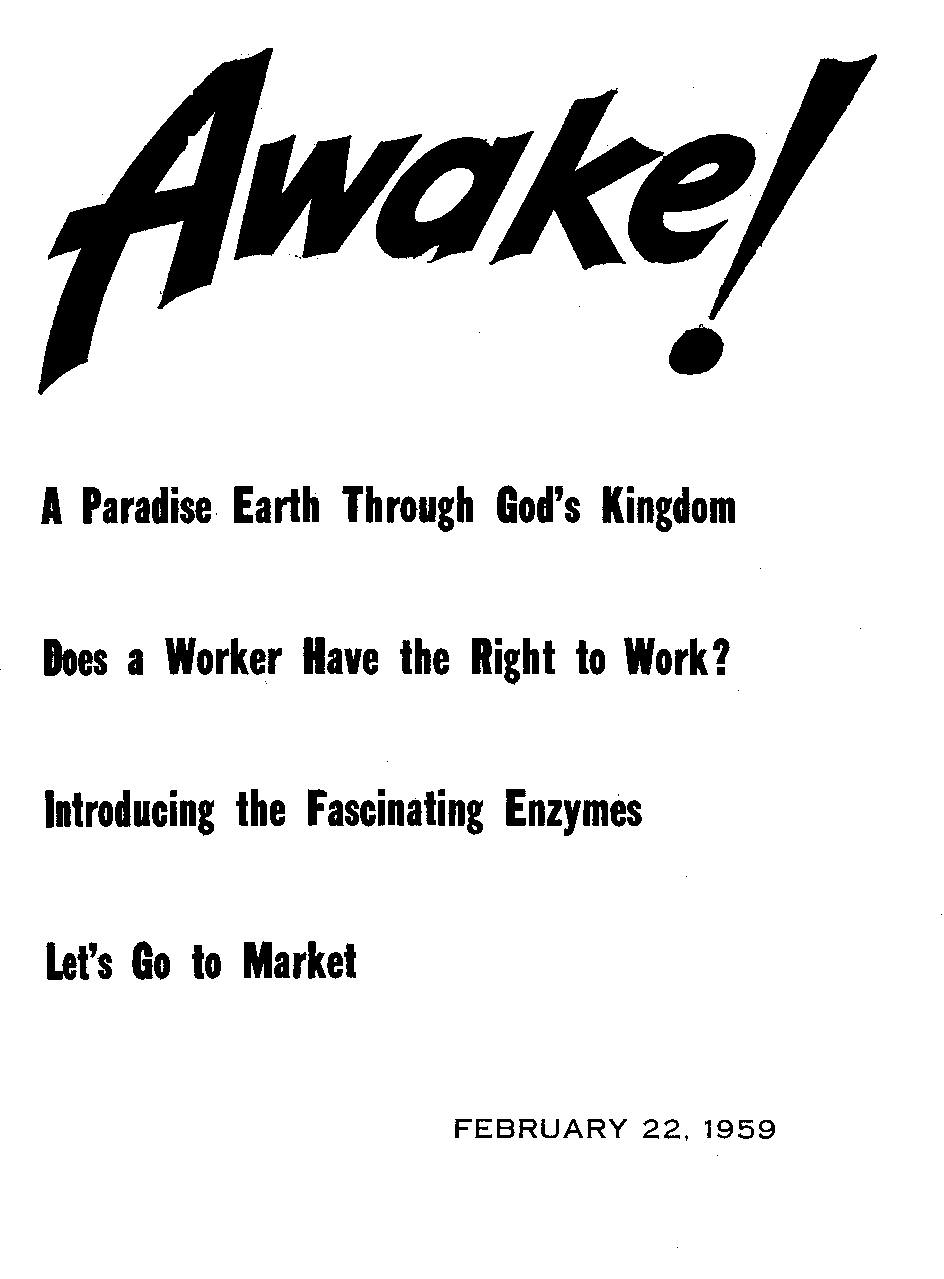 Awake!
A Paradise Earth Through God's Kingdom
Does a Worker Have the Right to Work?
Introducing the Fascinating Enzymes
Let's Go to Market
FEBRUARY 22, 1959